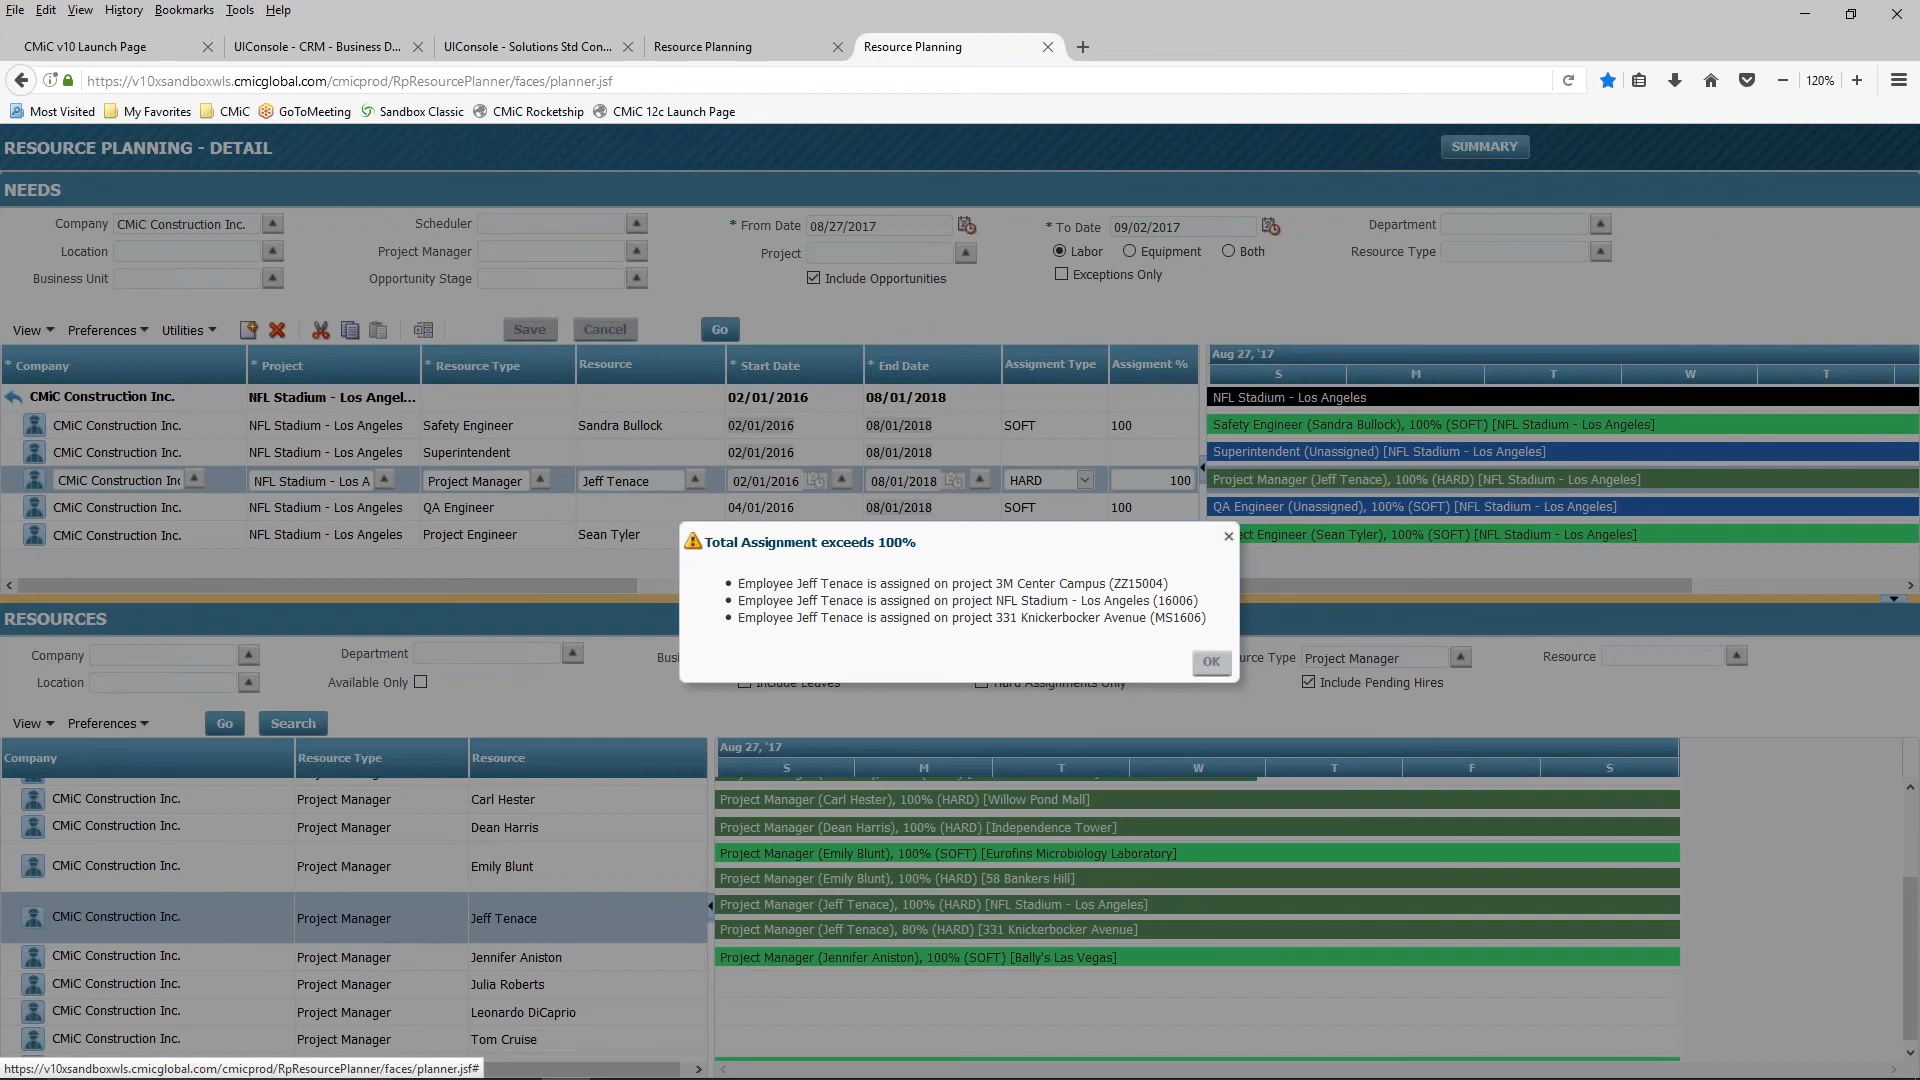 File Edit View History Bookmarks Tools Help
CMiC v10 Launch Page UIConsole - CRM - Business D... UIConsole - Solutions Std Con... Resource Planning Resource Planning
https://v10xsandboxwls.cmicglobal.com/cmicprod/RpResourcePlanner/faces/planner.jsf 120%
Most Visited My Favorites CMiC GoToMeeting Sandbox Classic CMiC Rocketship CMiC 12c Launch Page
RESOURCE PLANNING - DETAIL SUMMARY
NEEDS
Company CMiC Construction Inc. Scheduler * From Date 08/27/2017 * To Date 09/02/2017 Department
Location Project Manager Project Labor Equipment Both Resource Type
Business Unit Opportunity Stage Include Opportunities Exceptions Only
View Preferences Utilities Save Cancel Go
* Company * Project * Resource Type Resource * Start Date * End Date Assigment Type Assigment % Aug 27, '17
S M T W T
CMiC Construction Inc. NFL Stadium - Los Angel... 02/01/2016 08/01/2018 NFL Stadium - Los Angeles
CMiC Construction Inc. NFL Stadium - Los Angeles Safety Engineer Sandra Bullock 02/01/2016 08/01/2018 SOFT 100 Safety Engineer (Sandra Bullock), 100% (SOFT) [NFL Stadium - Los Angeles]
CMiC Construction Inc. NFL Stadium - Los Angeles Superintendent 02/01/2016 08/01/2018 Superintendent (Unassigned) [NFL Stadium - Los Angeles]
CMiC Construction Inc NFL Stadium - Los A Project Manager Jeff Tenace 02/01/2016 08/01/2018 HARD 100 Project Manager (Jeff Tenace), 100% (HARD) [NFL Stadium - Los Angeles]
CMiC Construction Inc. NFL Stadium - Los Angeles QA Engineer 04/01/2016 08/01/2018 SOFT 100 QA Engineer (Unassigned), 100% (SOFT) [NFL Stadium - Los Angeles]
CMiC Construction Inc. NFL Stadium - Los Angeles Project Engineer Sean Tyler ct Engineer (Sean Tyler), 100% (SOFT) [NFL Stadium - Los Angeles]
Total Assignment exceeds 100%
• Employee Jeff Tenace is assigned on project 3M Center Campus (ZZ15004)
• Employee Jeff Tenace is assigned on project NFL Stadium - Los Angeles (16006)
• Employee Jeff Tenace is assigned on project 331 Knickerbocker Avenue (MS1606)
OK
RESOURCES
Company Department Busi urce Type Project Manager Resource
Location Available Only Include Leaves Hard Assignments Only Include Pending Hires
View Preferences Go Search
Company Resource Type Resource Aug 27, '17
S M T W T F S
CMiC Construction Inc. Project Manager Carl Hester Project Manager (Carl Hester), 100% (HARD) [Willow Pond Mall]
CMiC Construction Inc. Project Manager Dean Harris Project Manager (Dean Harris), 100% (HARD) [Independence Tower]
CMiC Construction Inc. Project Manager Emily Blunt Project Manager (Emily Blunt), 100% (SOFT) [Eurofins Microbiology Laboratory]
Project Manager (Emily Blunt), 100% (HARD) [58 Bankers Hill]
CMiC Construction Inc. Project Manager Jeff Tenace Project Manager (Jeff Tenace), 100% (HARD) [NFL Stadium - Los Angeles]
Project Manager (Jeff Tenace), 80% (HARD) [331 Knickerbocker Avenue]
CMiC Construction Inc. Project Manager Jennifer Aniston Project Manager (Jennifer Aniston), 100% (SOFT) [Bally's Las Vegas]
CMiC Construction Inc. Project Manager Julia Roberts
CMiC Construction Inc. Project Manager Leonardo DiCaprio
CMiC Construction Inc. Project Manager Tom Cruise
https://v10xsandboxwls.cmicglobal.com/cmicprod/RpResourcePlanner/faces/planner.jsf#